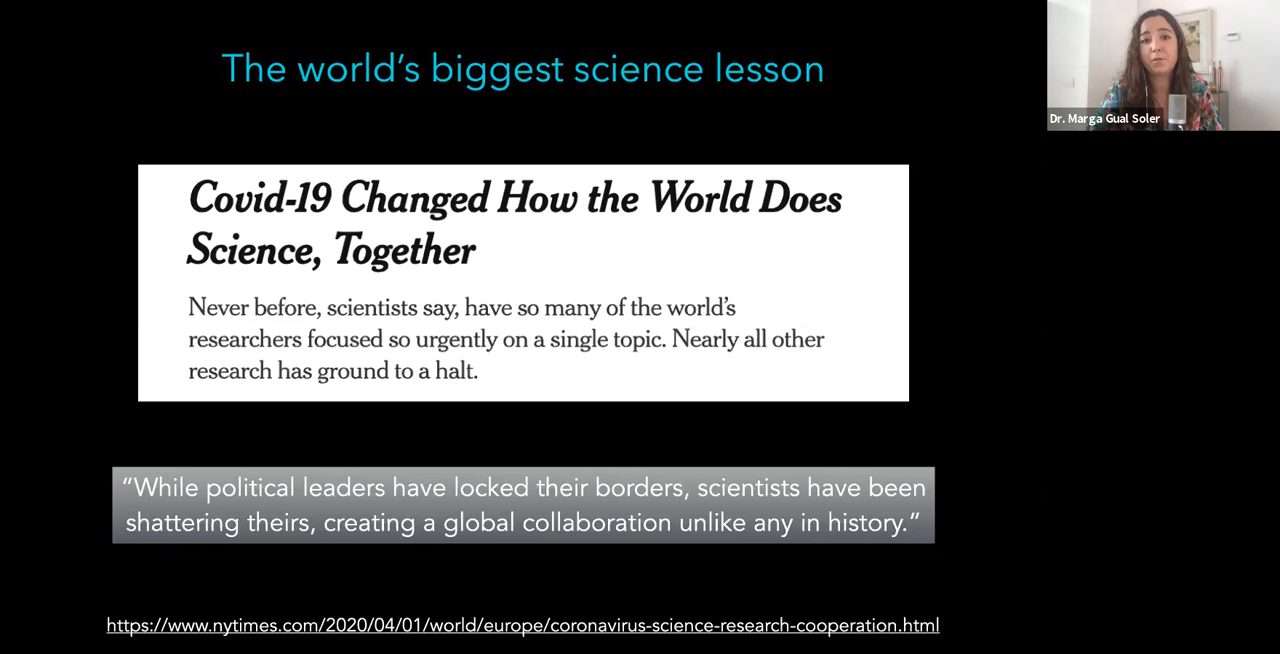 The world's biggest science lesson
Dr. Marga Gual Soler
Covid-19 Changed How the World Does
Science, Together
Never before, scientists say, have so many of the world's
researchers focused so urgently on a single topic. Nearly all other
research has ground to a halt.
“While political leaders have locked their borders, scientists have been
shattering theirs, creating a global collaboration unlike any in history.”
https://www.nytimes.com/2020/04/01/world/europe/coronavirus-science-research-cooperation.html